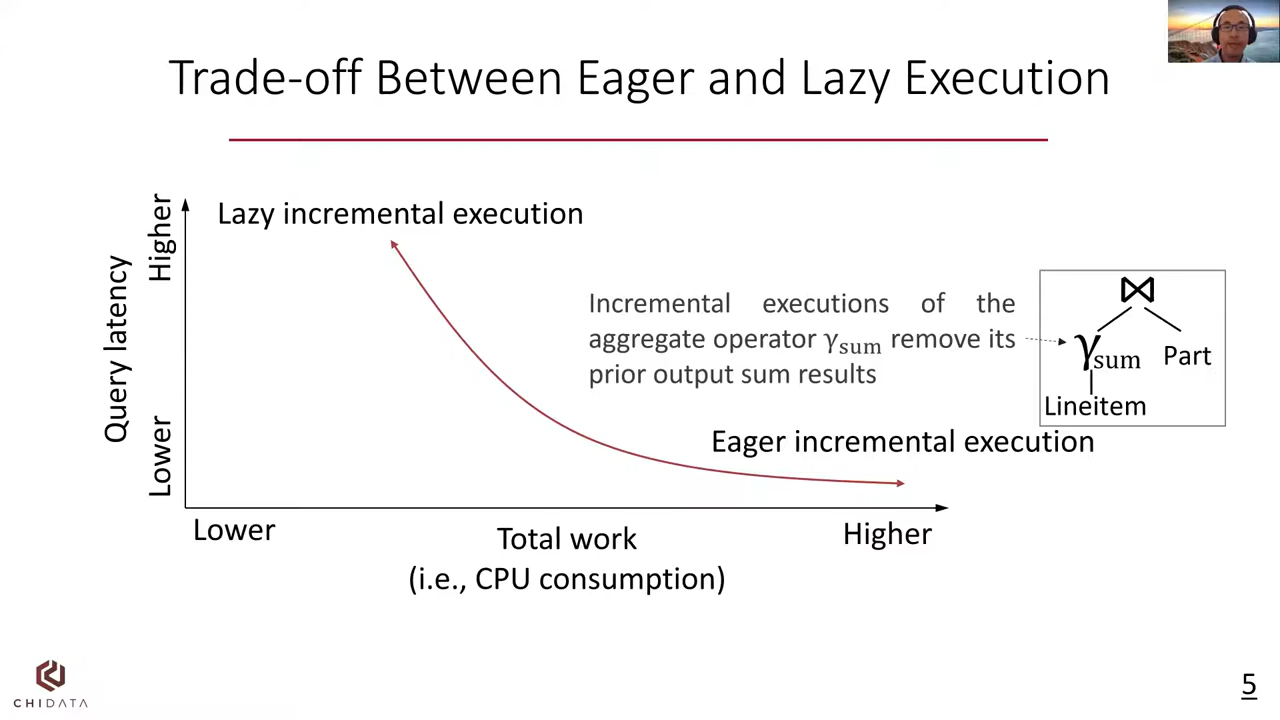 Trade-off Between Eager and Lazy Execution
Higher
Lazy incremental execution
Query latency
Incremental executions of the
aggregate operator γsum remove its
prior output sum results
⋈
γsum
Part
Lineitem
Lower
Eager incremental execution
Lower
Total work
(i.e., CPU consumption)
Higher
CHIDATA
5